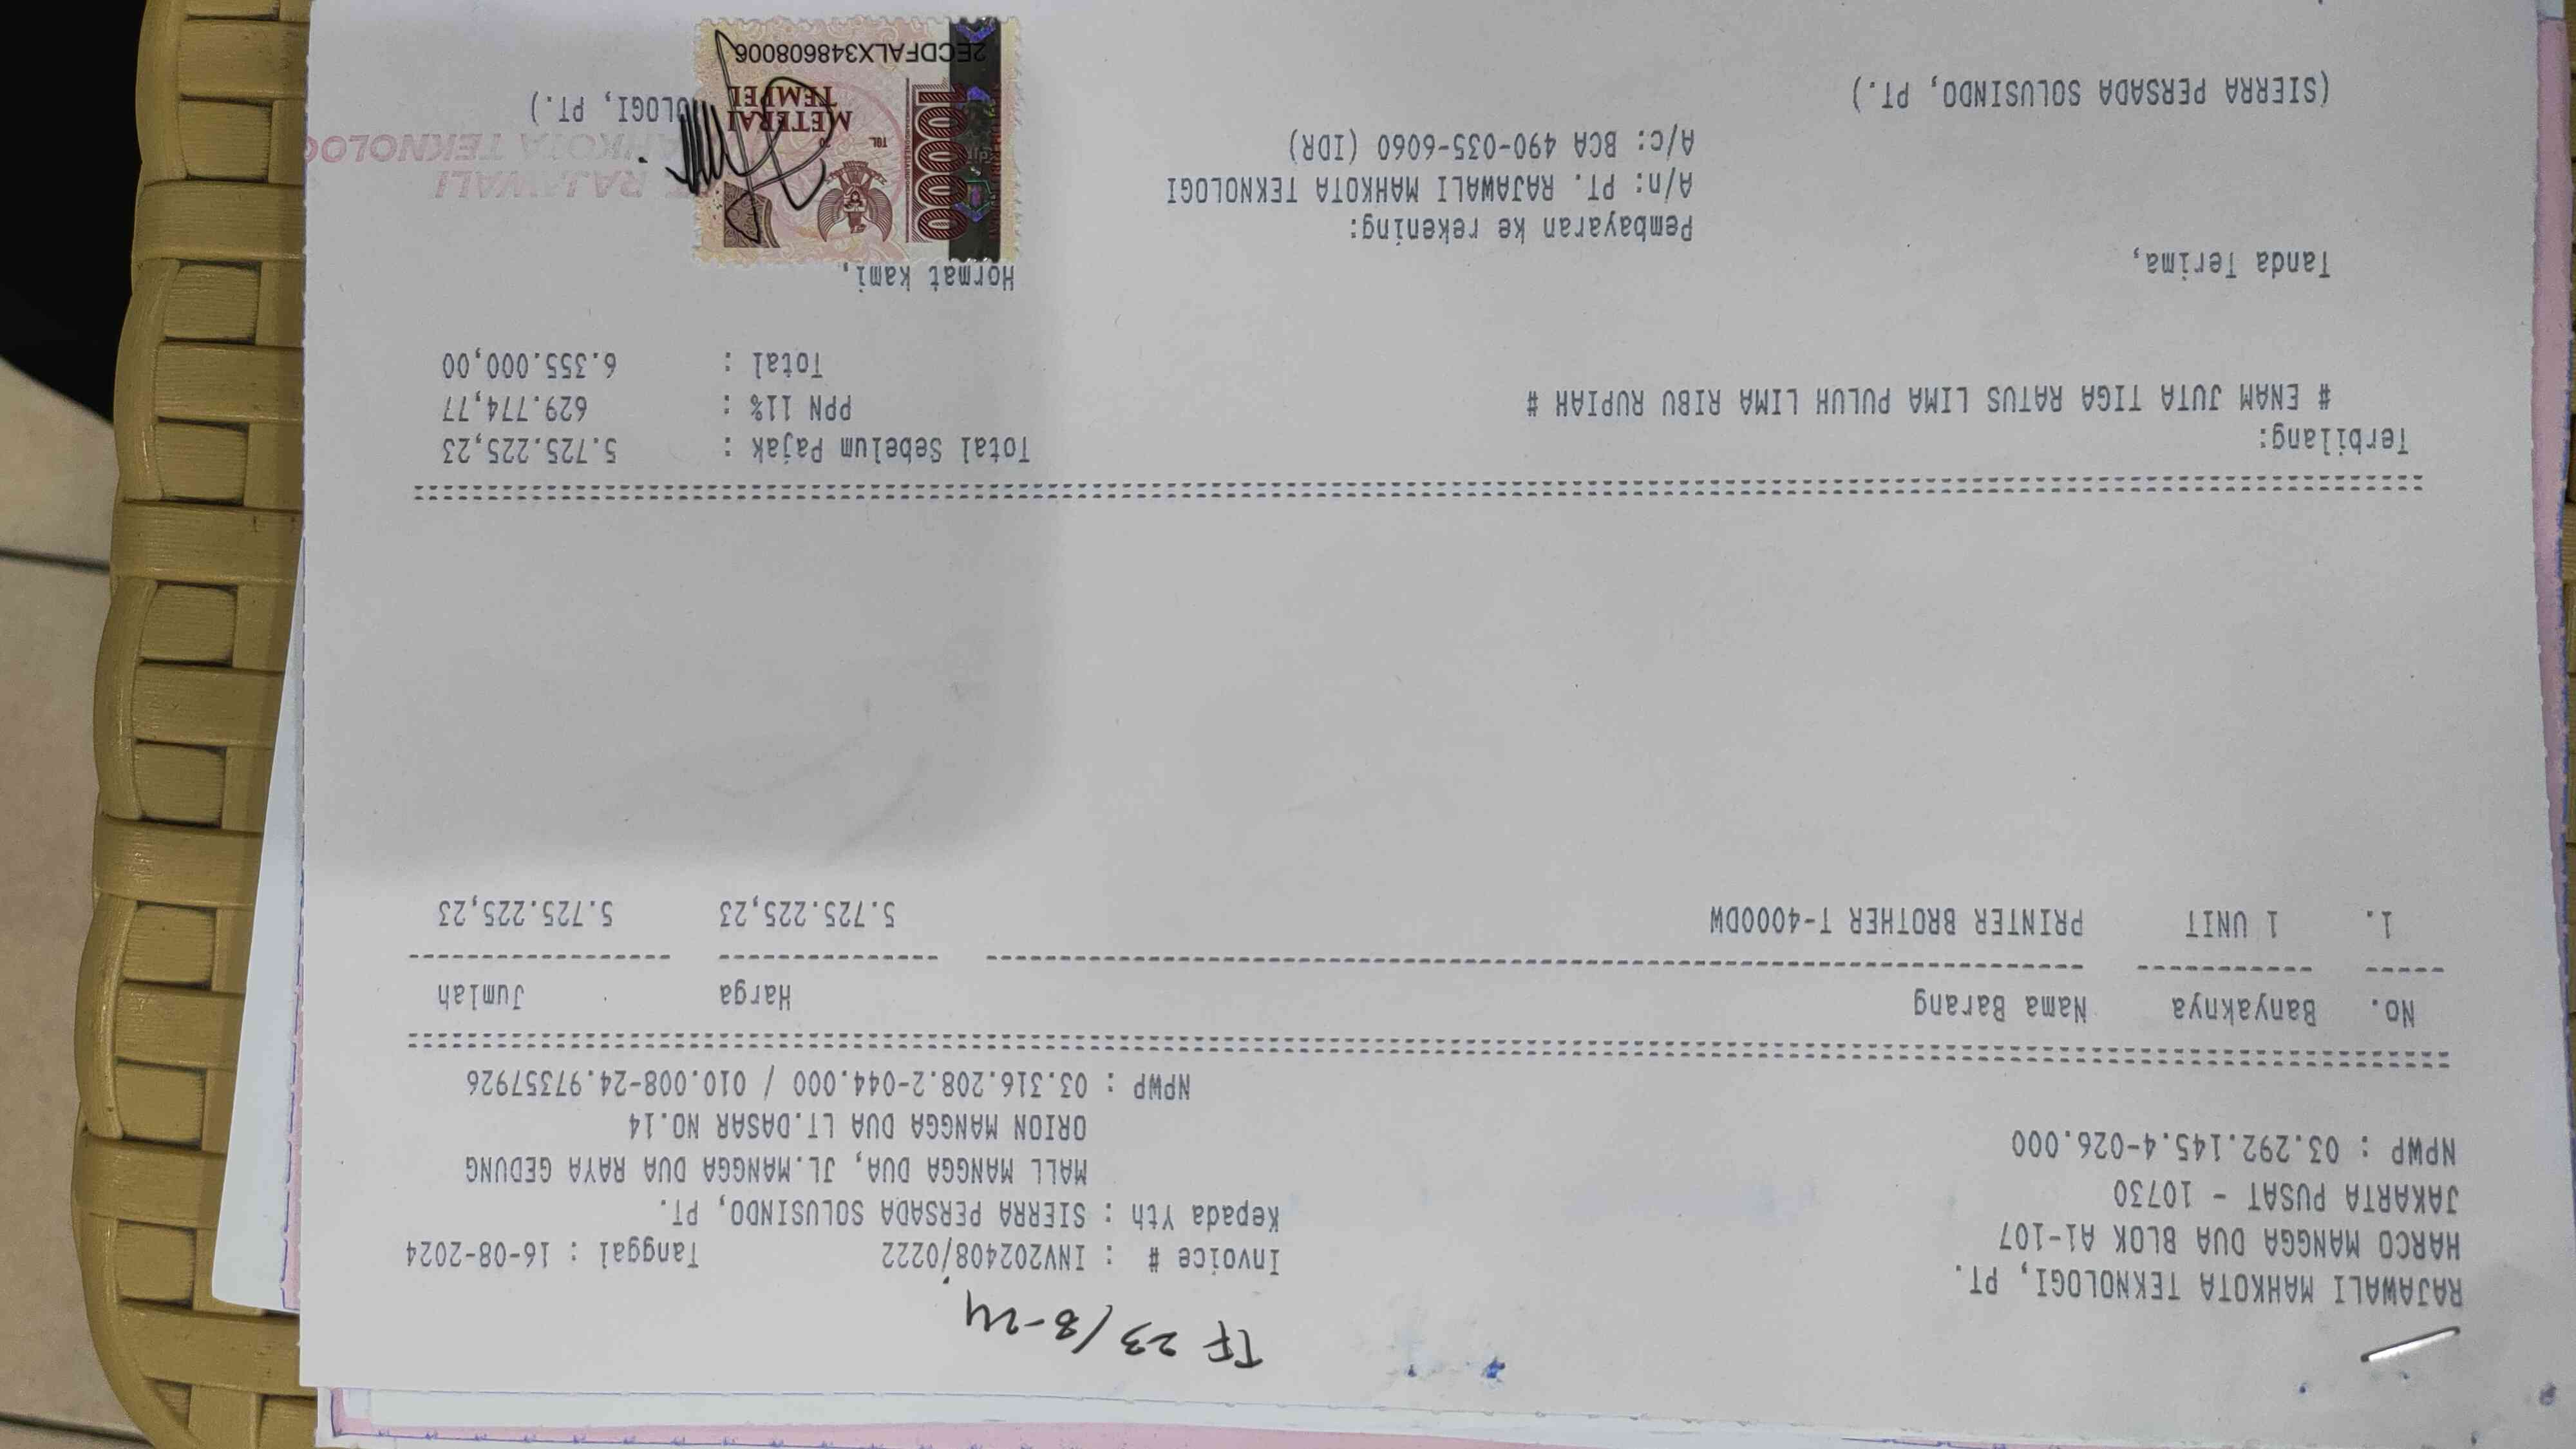 TF 23/8-24
RAJAWALI MAHKOTA TEKNOLOGI, PT.
HARCO MANGGA DUA BLOK A1-107
JAKARTA PUSAT - 10730
NPWP : 03.292.145.4-026.000
Invoice # : INV202408/0222 Tanggal : 16-08-2024
Kepada Yth : SIERRA PERSADA SOLUSINDO, PT.
MALL MANGGA DUA, JL.MANGGA DUA RAYA GEDUNG
ORION MANGGA DUA LT.DASAR NO.14
NPWP : 03.316.208.2-044.000 / 010.008-24.97357926
No. Banyaknya Nama Barang Harga Jumlah
1. 1 UNIT PRINTER BROTHER T-4000DW 5.725.225,23 5.725.225,23
Terbilang:
# ENAM JUTA TIGA RATUS LIMA PULUH LIMA RIBU RUPIAH #
Total Sebelum Pajak : 5.725.225,23
PPN 11% : 629.774,77
Total : 6.355.000,00
Tanda Terima,
(SIERRA PERSADA SOLUSINDO, PT.)
Pembayaran ke rekening:
A/n: PT. RAJAWALI MAHKOTA TEKNOLOGI
A/c: BCA 490-035-6060 (IDR)
Hormat kami,
10000
TGL
METERAI
TEMPEL
2ECDFALX348608006
RAJAWALI
MAHKOTA TEKNOLOG
OLOGI, PT.)